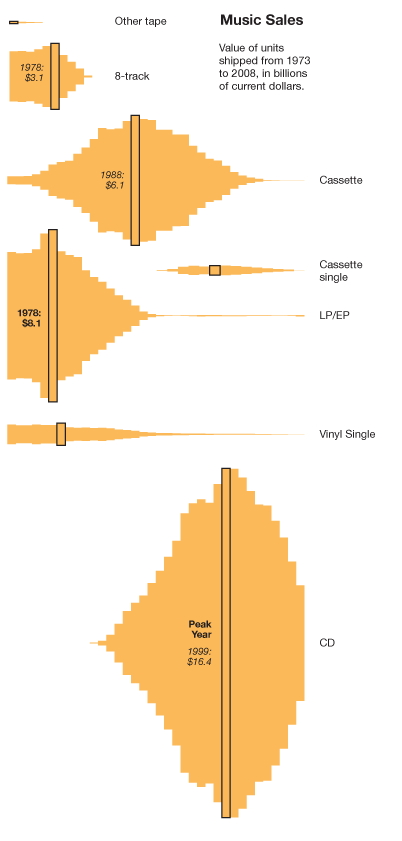 Other tape
Music Sales
Value of units
shipped from 1973
to 2008, in billions
of current dollars.
1978:
$3.1
8-track
1988:
$6.1
Cassette
Cassette
single
1978:
$8.1
LP/EP
Vinyl Single
Peak
Year
1999:
$16.4
CD